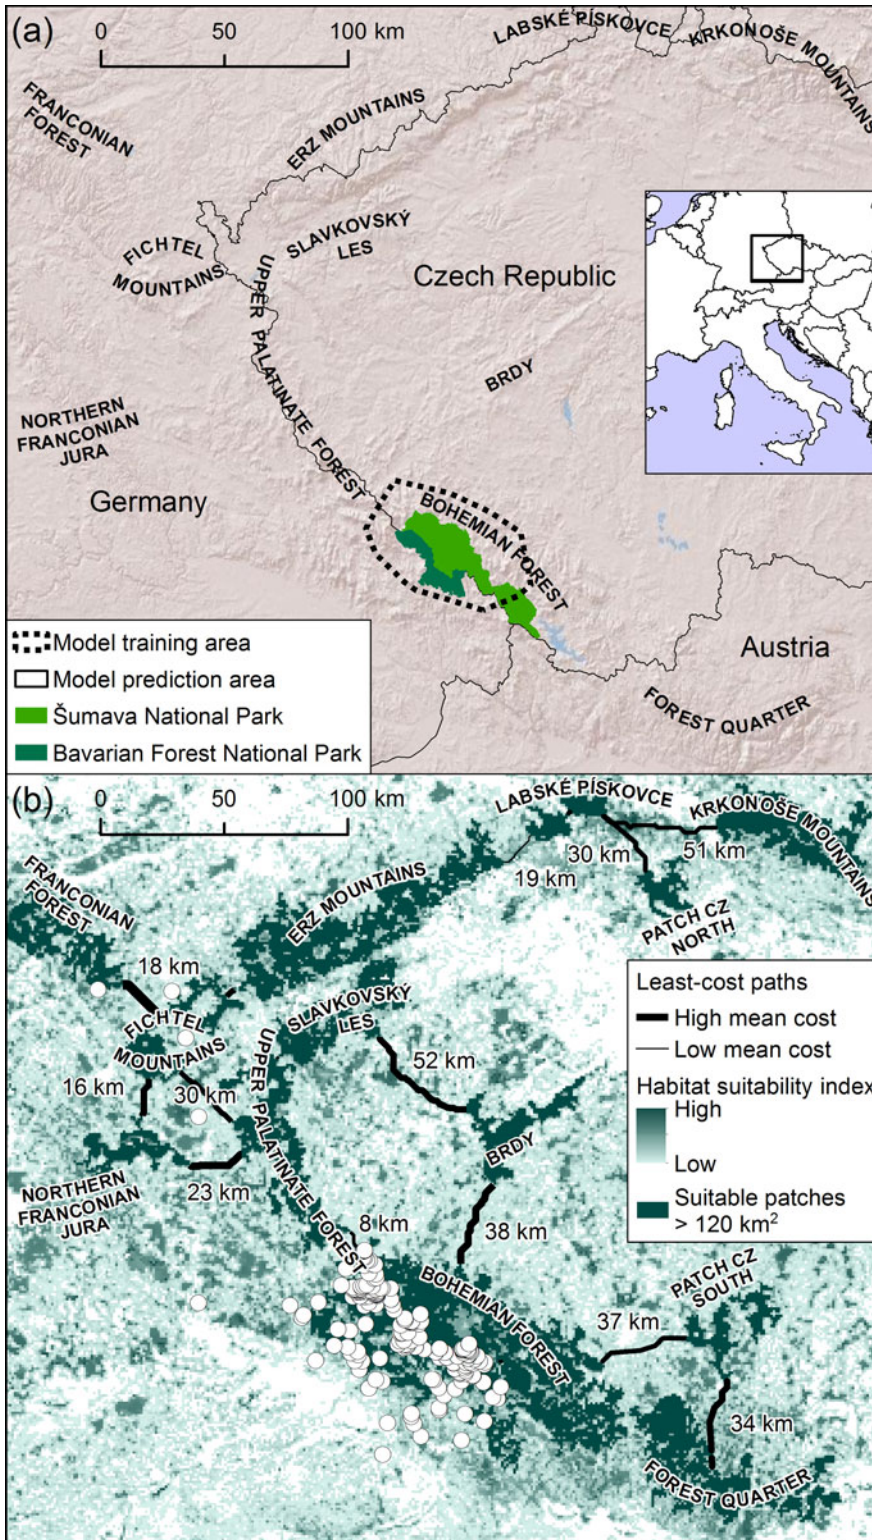 (a)
0 50 100 km
LABSKÉ PÍSKOVCE
KRKONOŠE MOUNTAINS
FRANCONIAN
FOREST
ERZ MOUNTAINS
FICHTEL
MOUNTAINS
SLAVKOVSKÝ
LES
UPPER PALATINATE FOREST
Czech Republic
BRDY
NORTHERN
FRANCONIAN
JURA
Germany
BOHEMIAN FOREST
Austria
FOREST QUARTER
Model training area
Model prediction area
Šumava National Park
Bavarian Forest National Park
(b)
0 50 100 km
LABSKÉ PÍSKOVCE
KRKONOŠE MOUNTAINS
FRANCONIAN
FOREST
ERZ MOUNTAINS
30 km
51 km
19 km
PATCH CZ
NORTH
18 km
FICHTEL
MOUNTAINS
SLAVKOVSKÝ
LES
UPPER PALATINATE FOREST
16 km
30 km
52 km
BRDY
NORTHERN
FRANCONIAN
JURA
23 km
8 km
38 km
Least-cost paths
High mean cost
Low mean cost
Habitat suitability index
High
Low
Suitable patches
> 120 km²
BOHEMIAN FOREST
PATCH CZ
SOUTH
37 km
34 km
FOREST QUARTER